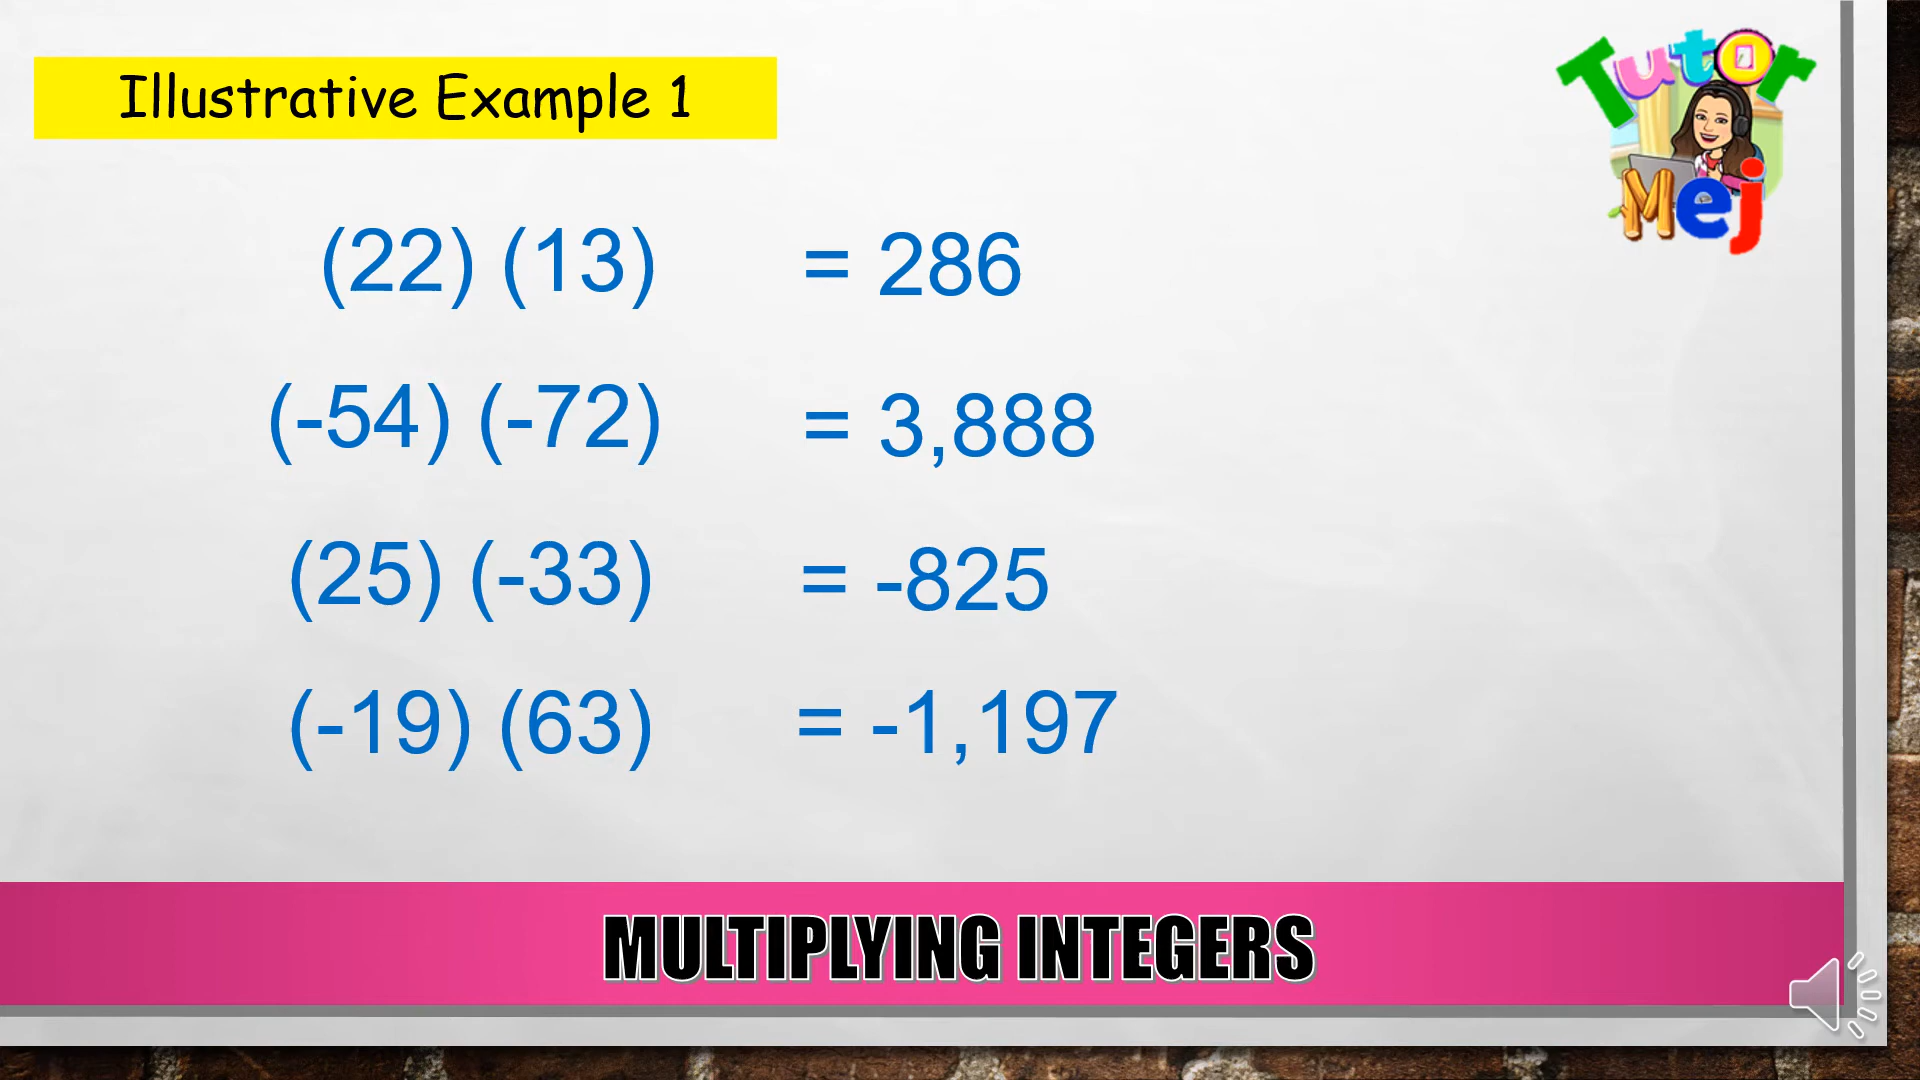 Illustrative Example 1
Tutor
Mej
(22) (13) = 286
(-54) (-72) = 3,888
(25) (-33) = -825
(-19) (63) = -1,197
MULTIPLYING INTEGERS